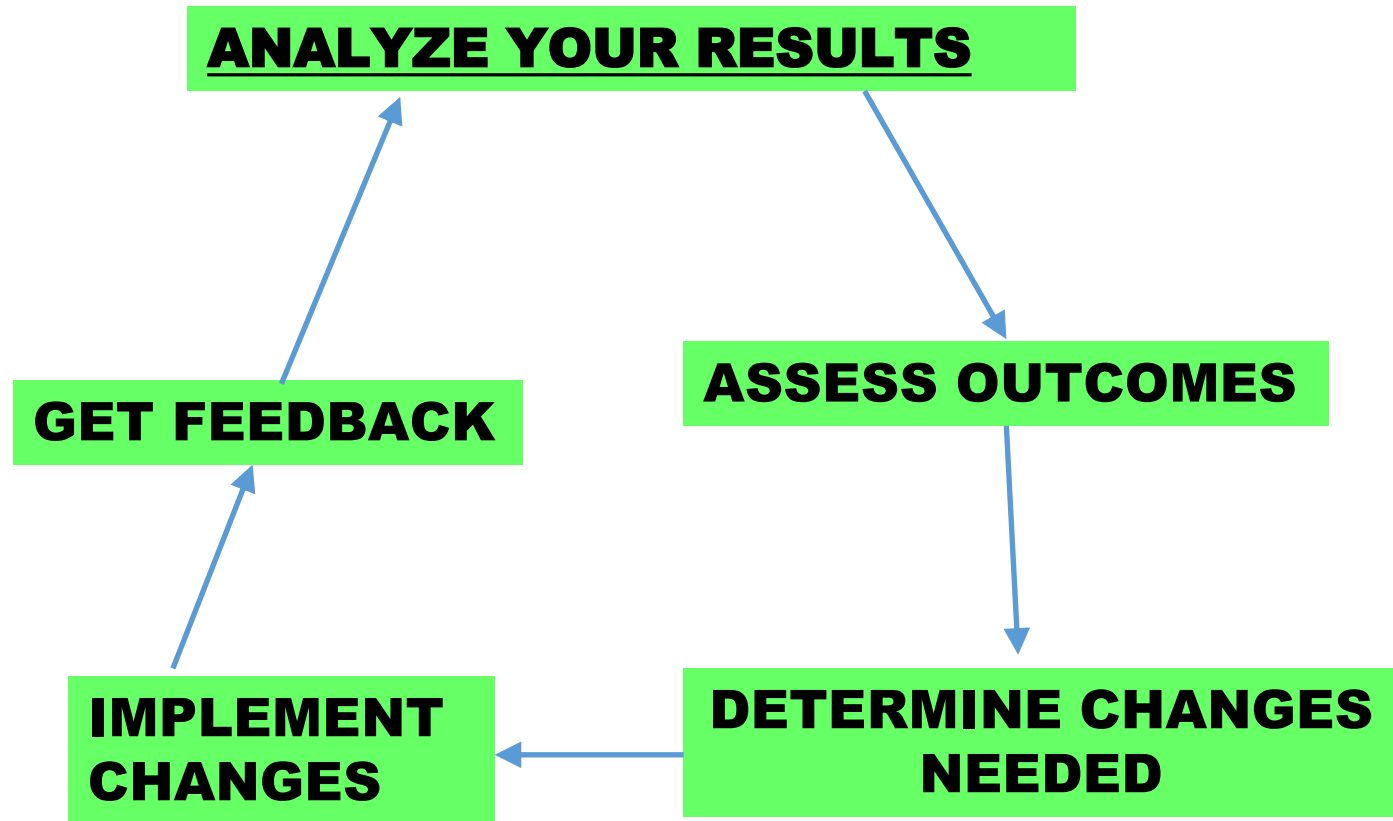 ANALYZE YOUR RESULTS
ASSESS OUTCOMES
DETERMINE CHANGES
NEEDED
IMPLEMENT
CHANGES
GET FEEDBACK